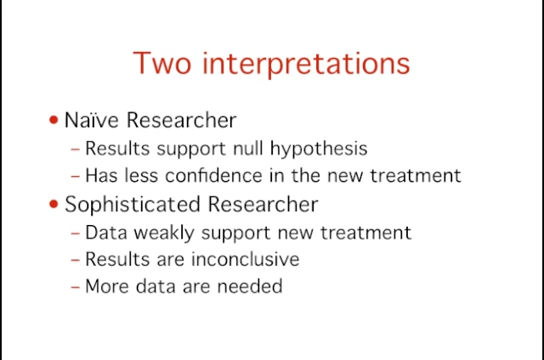 Two interpretations
• Naïve Researcher
– Results support null hypothesis
– Has less confidence in the new treatment
• Sophisticated Researcher
– Data weakly support new treatment
– Results are inconclusive
– More data are needed